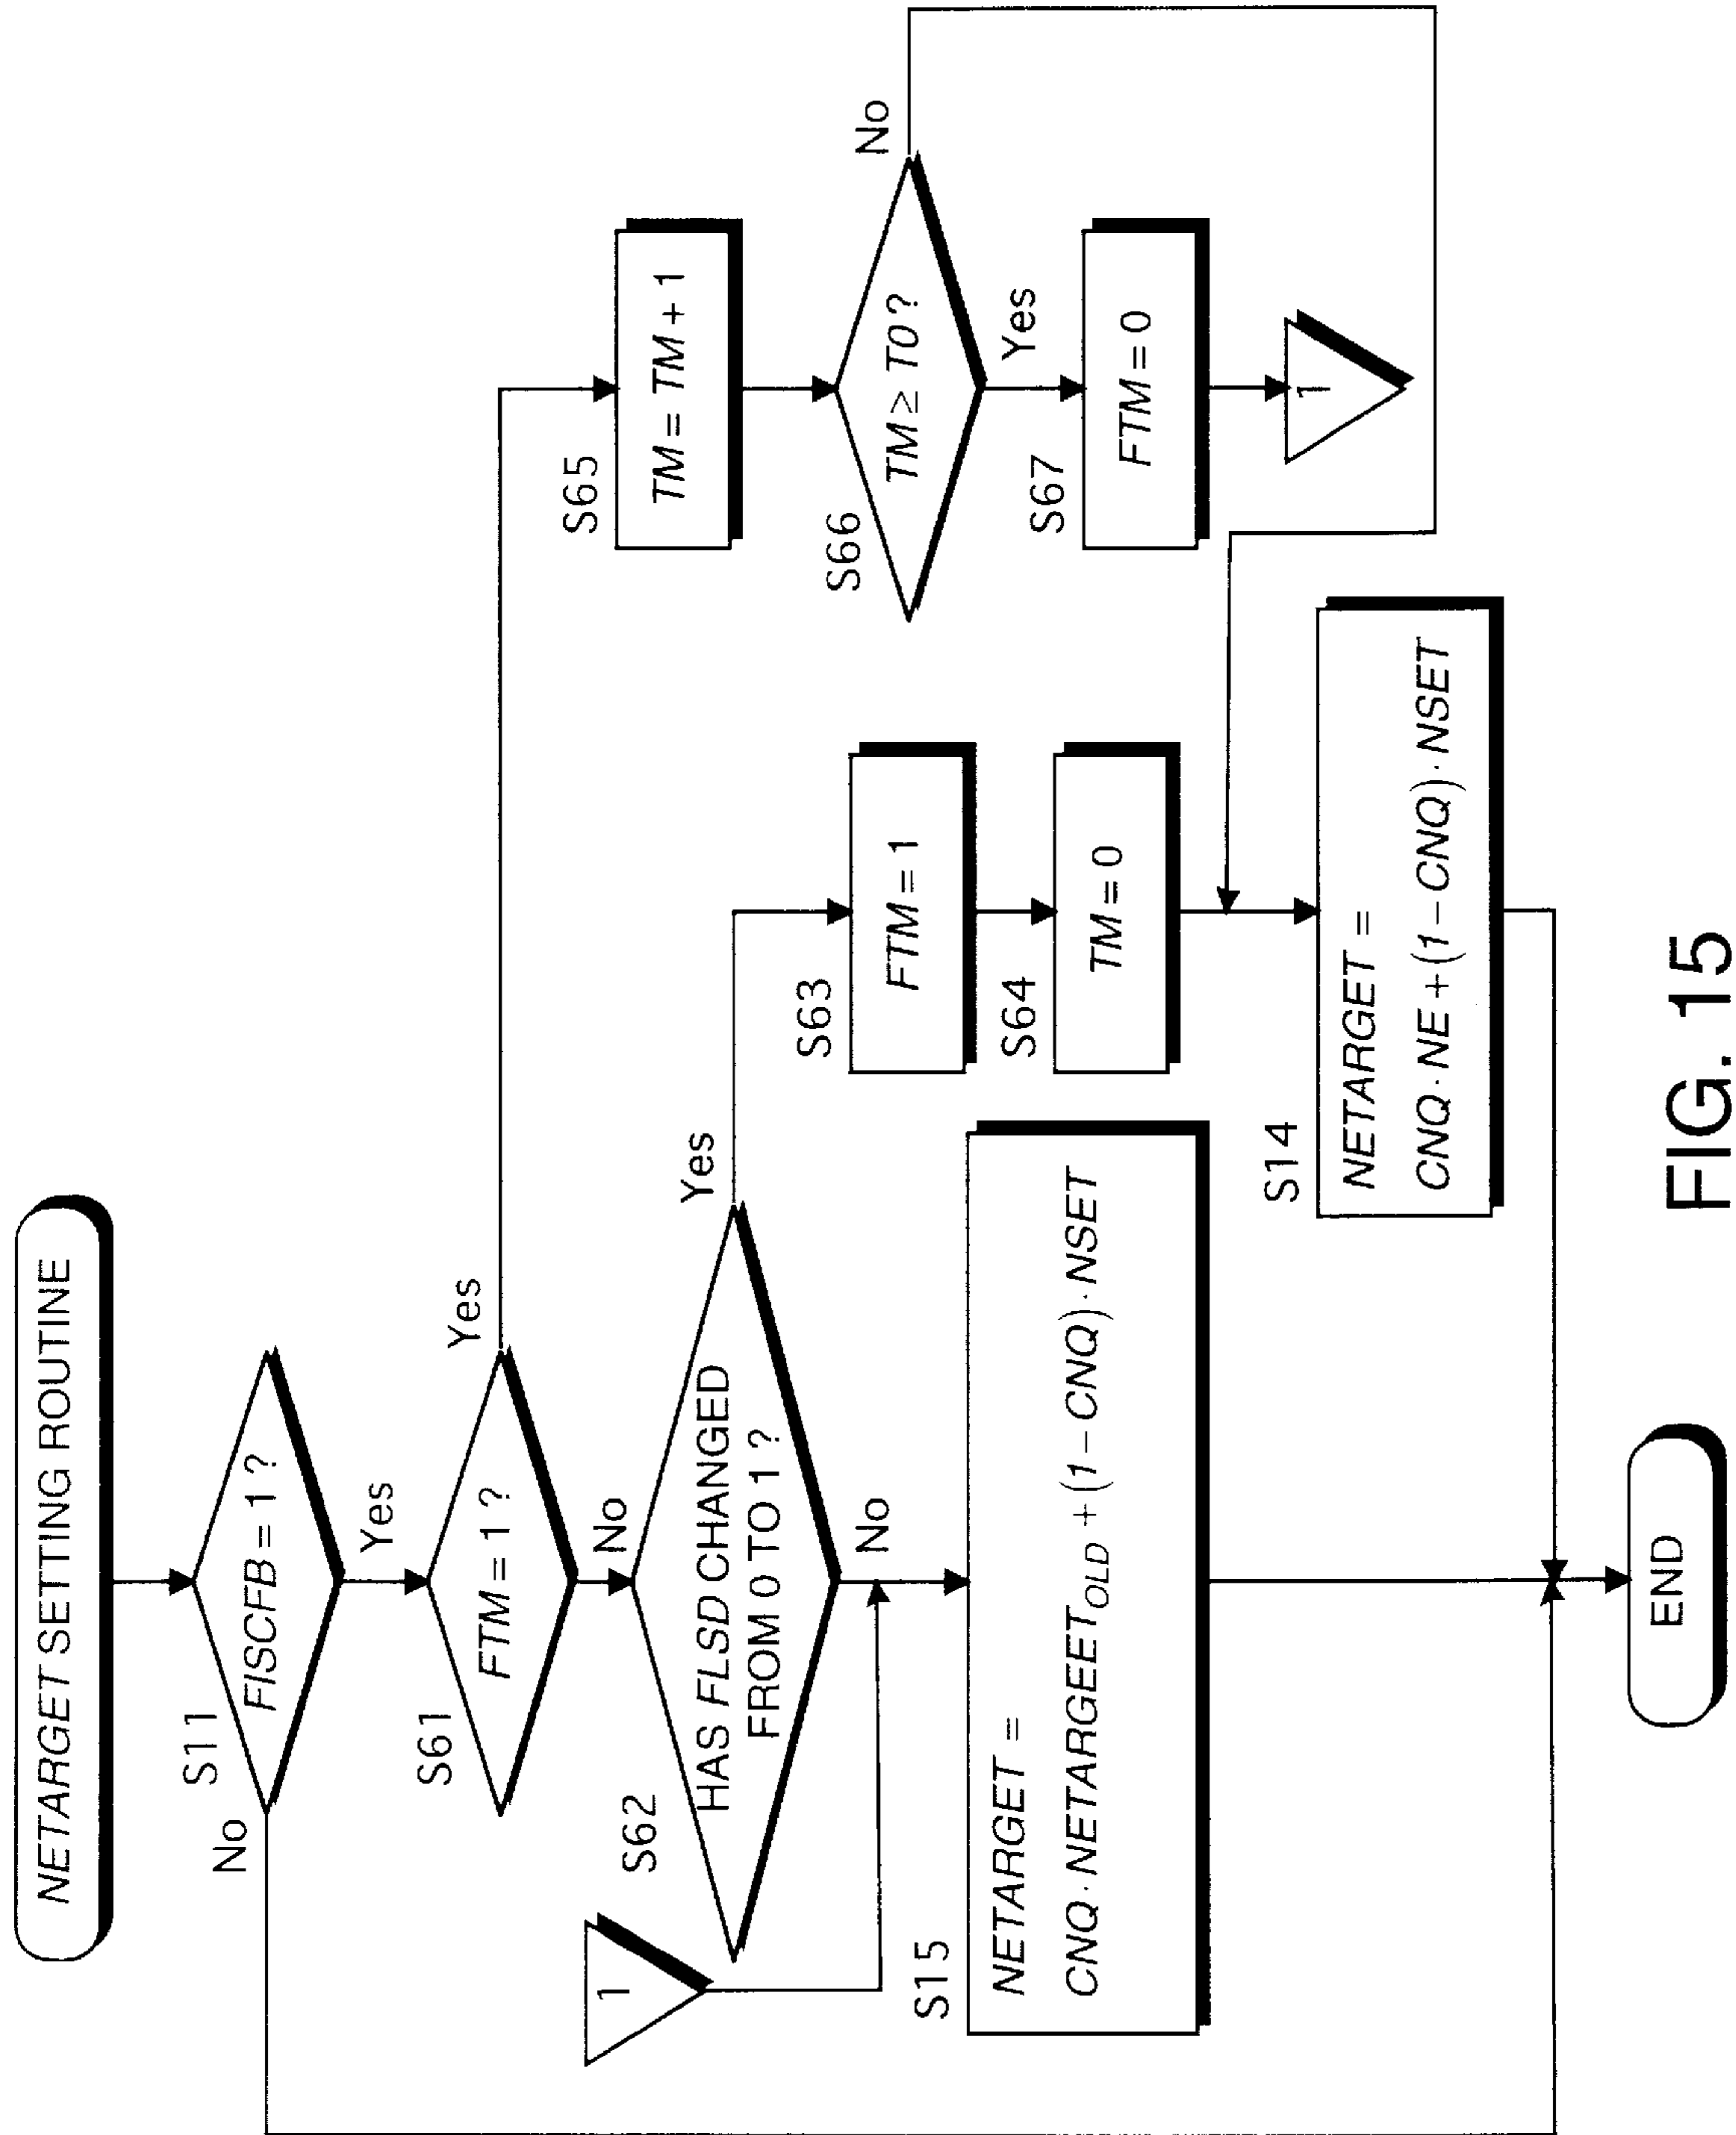 NETARGET SETTING ROUTINE
S11
FISCFB = 1 ?
No
Yes
S61
FTM = 1 ?
Yes
No
S62
HAS FLSD CHANGED
FROM 0 TO 1 ?
Yes
No
1
S15
NETARGET =
CNQ · NETARGEET_OLD + (1 − CNQ) · NSET
S63
FTM = 1
S64
TM = 0
S14
NETARGET =
CNQ · NE + (1 − CNQ) · NSET
S65
TM = TM + 1
S66
TM ≥ T0 ?
No
Yes
S67
FTM = 0
1
END
FIG. 15